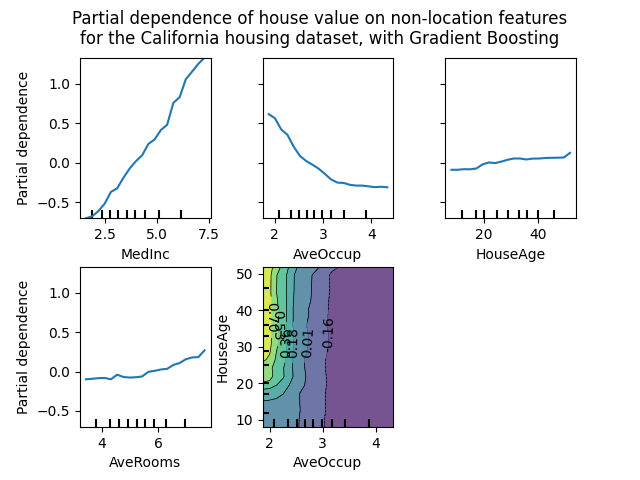 Partial dependence of house value on non-location features
for the California housing dataset, with Gradient Boosting
Partial dependence
1.0
0.5
0.0
−0.5
2.5 5.0 7.5
MedInc
2 3 4
AveOccup
20 40
HouseAge
Partial dependence
1.0
0.5
0.0
−0.5
4 6
AveRooms
HouseAge
50
40
30
20
10
0.18
0.01
-0.16
2 3 4
AveOccup